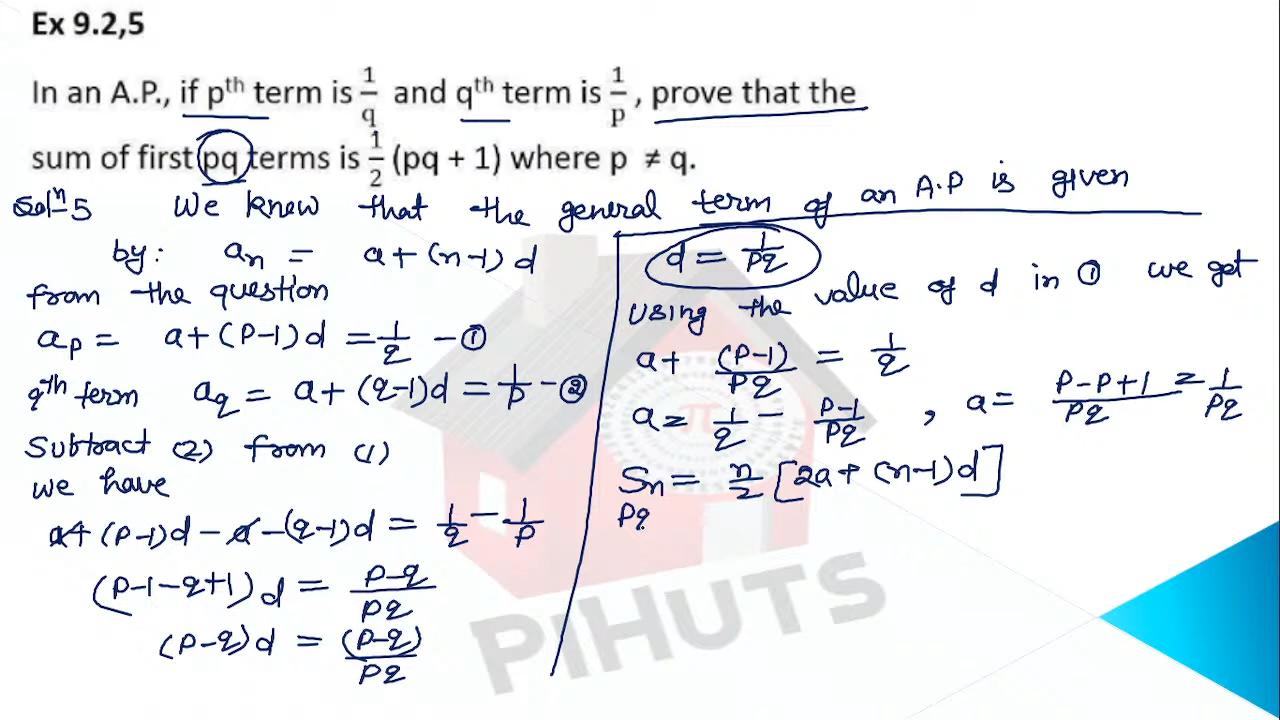 Ex 9.2,5
In an A.P., if pth term is 1/q and qth term is 1/p, prove that the
sum of first pq terms is 1/2 (pq + 1) where p ≠ q.
Soln 5 We know that the general term of an A.P is given
by: an = a+(n-1)d
from the question
ap = a+(P-1)d = 1/q - ①
qth term aq = a+(q-1)d = 1/p - ②
Subtract (2) from (1)
we have
a+(P-1)d - a - (q-1)d = 1/q - 1/p
(P-1-q+1)d = P-q/Pq
(P-q)d = (P-q)/Pq
d = 1/Pq
Using the value of d in ① we get
a+ (P-1)/Pq = 1/q
a = 1/q - P-1/Pq , a = P-P+1/Pq = 1/Pq
Sn = n/2 [2a+(n-1)d]
Pq
PIHUTS